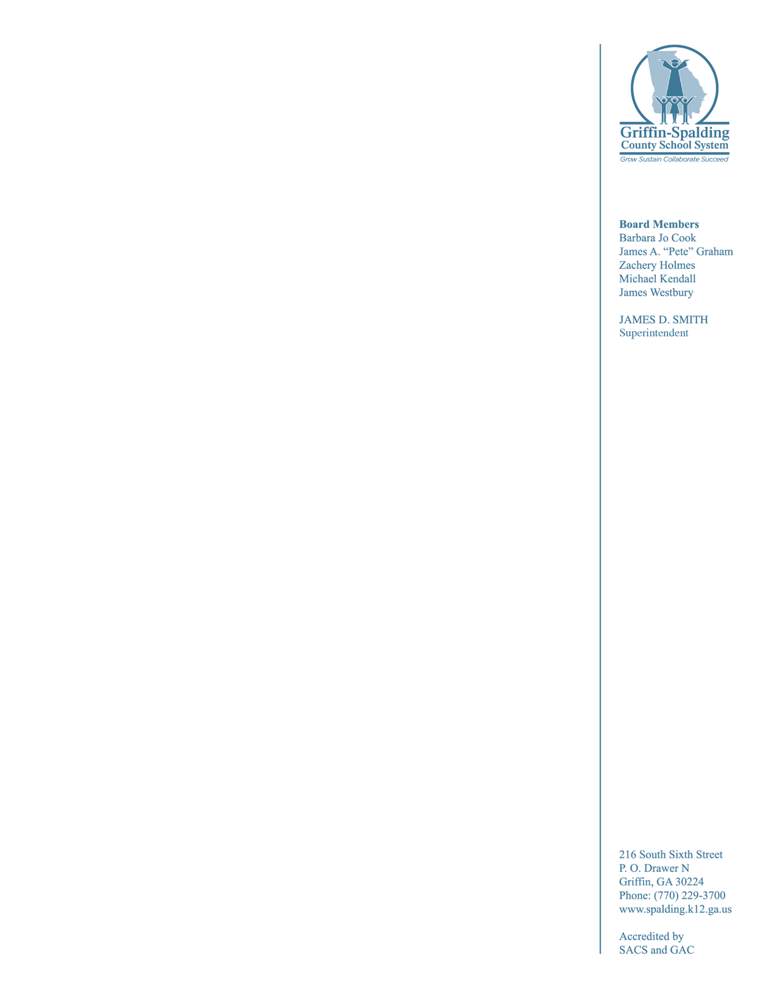 Griffin-Spalding
County School System
Grow Sustain Collaborate Succeed
Board Members
Barbara Jo Cook
James A. “Pete” Graham
Zachery Holmes
Michael Kendall
James Westbury
JAMES D. SMITH
Superintendent
216 South Sixth Street
P. O. Drawer N
Griffin, GA 30224
Phone: (770) 229-3700
www.spalding.k12.ga.us
Accredited by
SACS and GAC